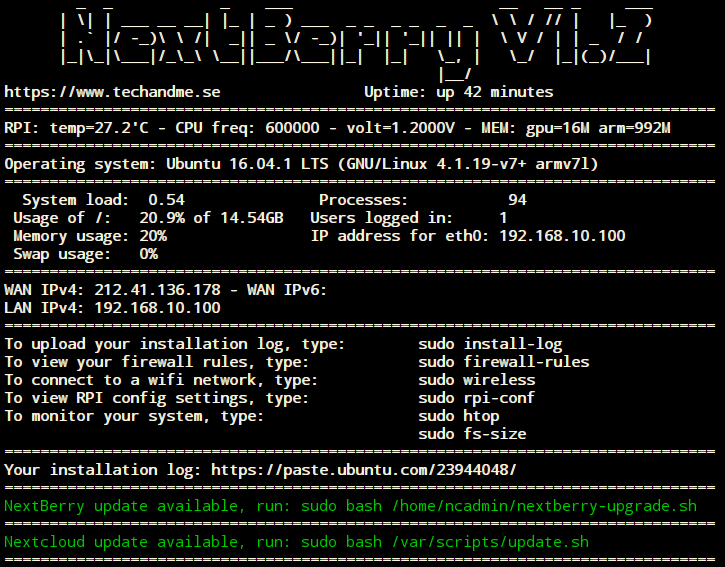 NextBerry V1.2
https://www.techandme.se Uptime: up 42 minutes
===============================================================================
RPI: temp=27.2'C - CPU freq: 600000 - volt=1.2000V - MEM: gpu=16M arm=992M
===============================================================================
Operating system: Ubuntu 16.04.1 LTS (GNU/Linux 4.1.19-v7+ armv7l)
===============================================================================
System load: 0.54 Processes: 94
Usage of /: 20.9% of 14.54GB Users logged in: 1
Memory usage: 20% IP address for eth0: 192.168.10.100
Swap usage: 0%
===============================================================================
WAN IPv4: 212.41.136.178 - WAN IPv6:
LAN IPv4: 192.168.10.100
===============================================================================
To upload your installation log, type: sudo install-log
To view your firewall rules, type: sudo firewall-rules
To connect to a wifi network, type: sudo wireless
To view RPI config settings, type: sudo rpi-conf
To monitor your system, type: sudo htop
sudo fs-size
===============================================================================
Your installation log: https://paste.ubuntu.com/23944048/
===============================================================================
NextBerry update available, run: sudo bash /home/ncadmin/nextberry-upgrade.sh
===============================================================================
Nextcloud update available, run: sudo bash /var/scripts/update.sh
===============================================================================